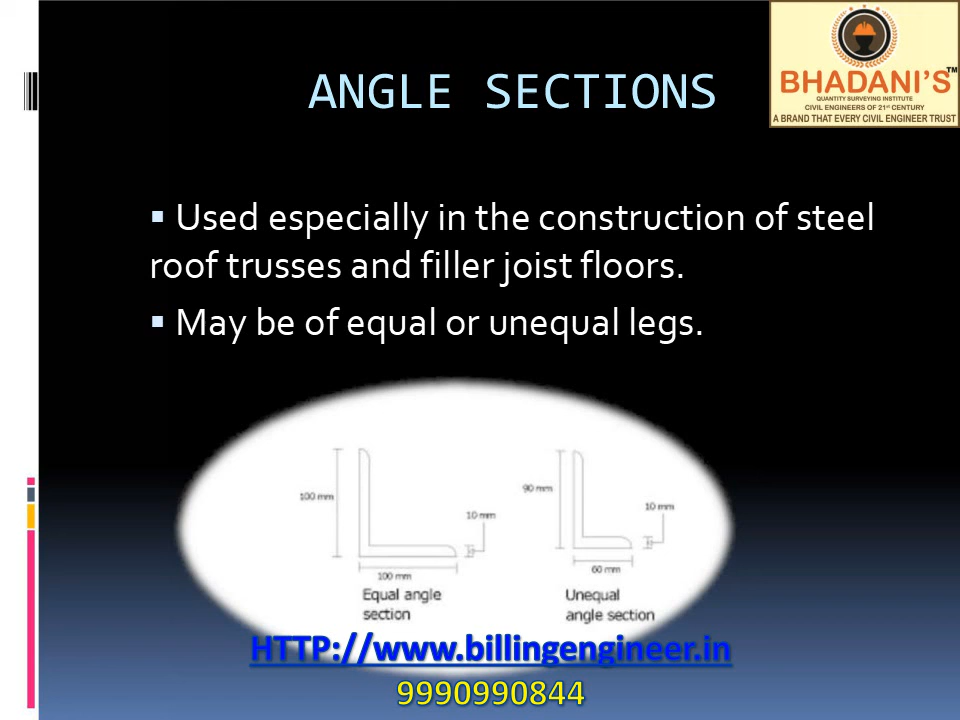 ANGLE SECTIONS
BHADANI'S™
QUANTITY SURVEYING INSTITUTE
CIVIL ENGINEERS OF 21st CENTURY
A BRAND THAT EVERY CIVIL ENGINEER TRUST
Used especially in the construction of steel
roof trusses and filler joist floors.
May be of equal or unequal legs.
100 mm
10 mm
100 mm
Equal angle
section
90 mm
10 mm
60 mm
Unequal
angle section
HTTP://www.billingengineer.in
9990990844